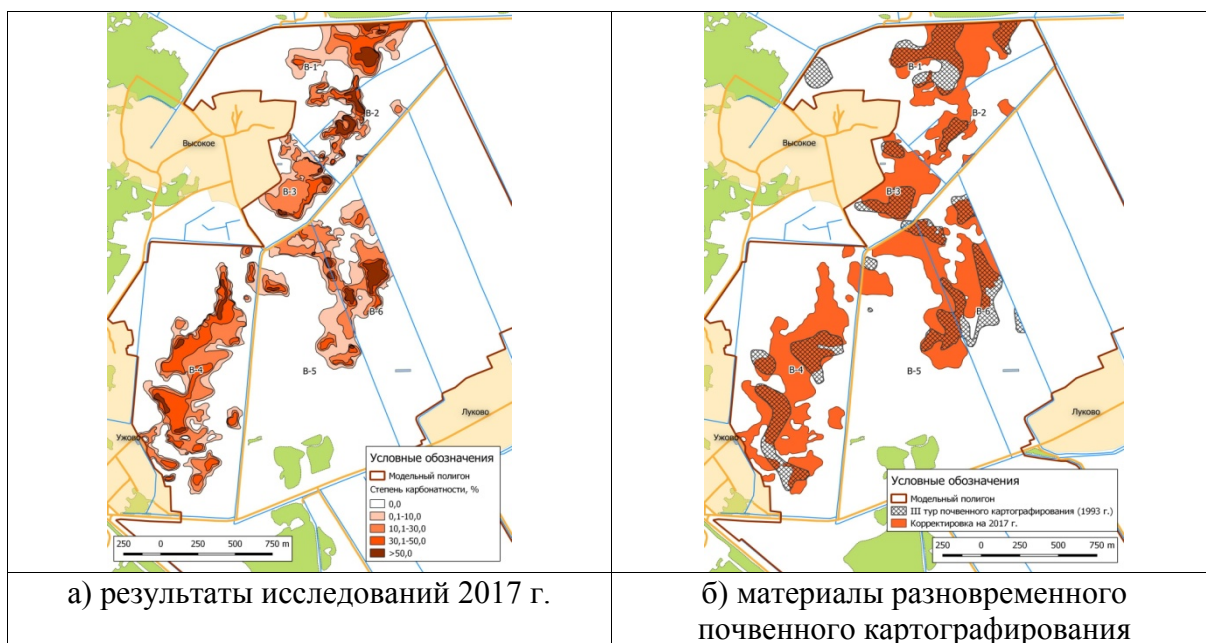 В-1
В-2
Высокое
В-3
В-6
В-4
В-5
Луково
Ужово
Условные обозначения
Модельный полигон
Степень карбонатности, %
0,0
0,1-10,0
10,1-30,0
30,1-50,0
>50,0
250 0 250 500 750 m
В-1
В-2
Высокое
В-3
В-6
В-4
В-5
Луково
Ужово
Условные обозначения
Модельный полигон
III тур почвенного картографирования (1993 г.)
Корректировка на 2017 г.
250 0 250 500 750 m
а) результаты исследований 2017 г.
б) материалы разновременного
почвенного картографирования